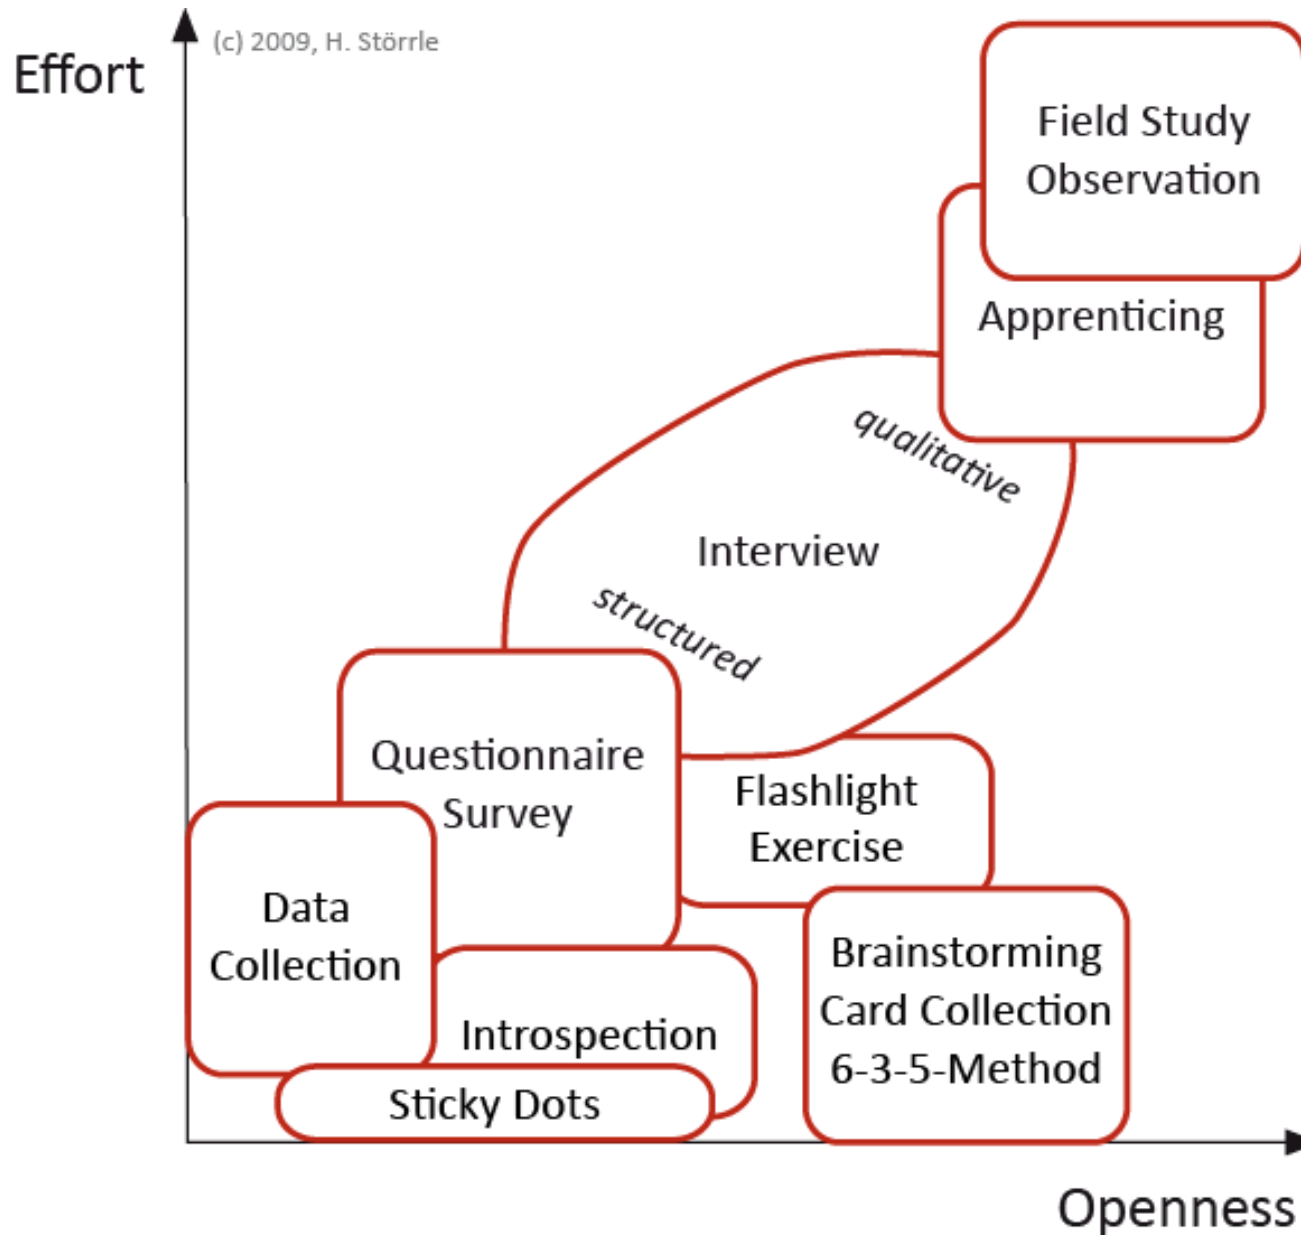 (c) 2009, H. Störrle
Effort
Field Study
Observation
Apprenticing
qualitative
Interview
structured
Questionnaire
Survey
Flashlight
Exercise
Data
Collection
Brainstorming
Card Collection
6-3-5-Method
Introspection
Sticky Dots
Openness